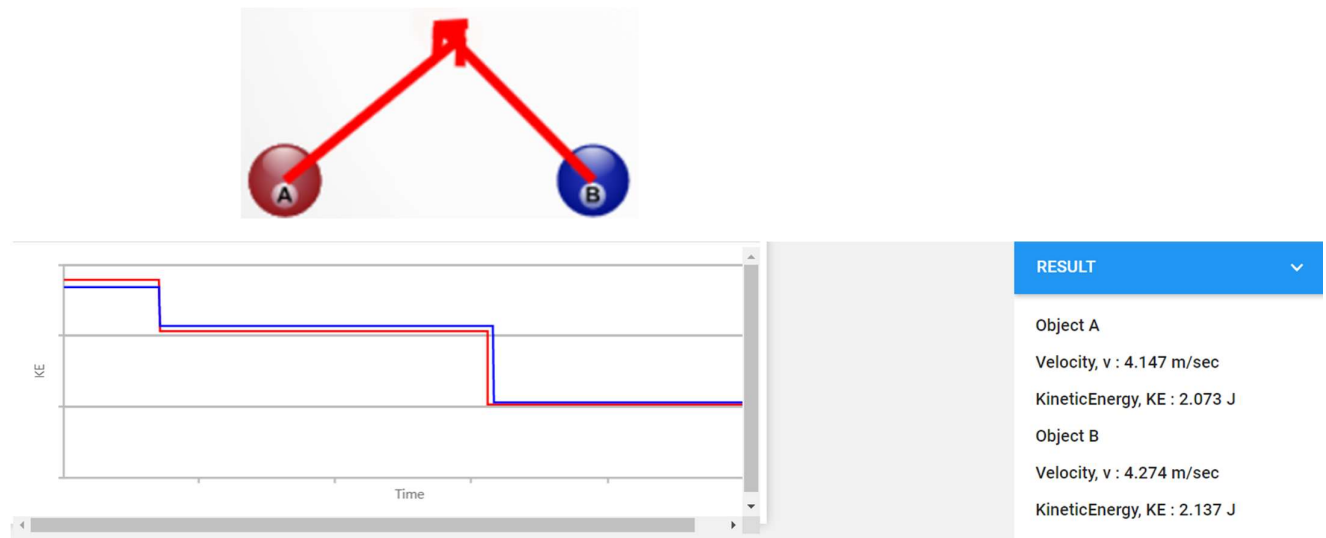 A
B
KE
Time
RESULT
Object A
Velocity, v : 4.147 m/sec
KineticEnergy, KE : 2.073 J
Object B
Velocity, v : 4.274 m/sec
KineticEnergy, KE : 2.137 J